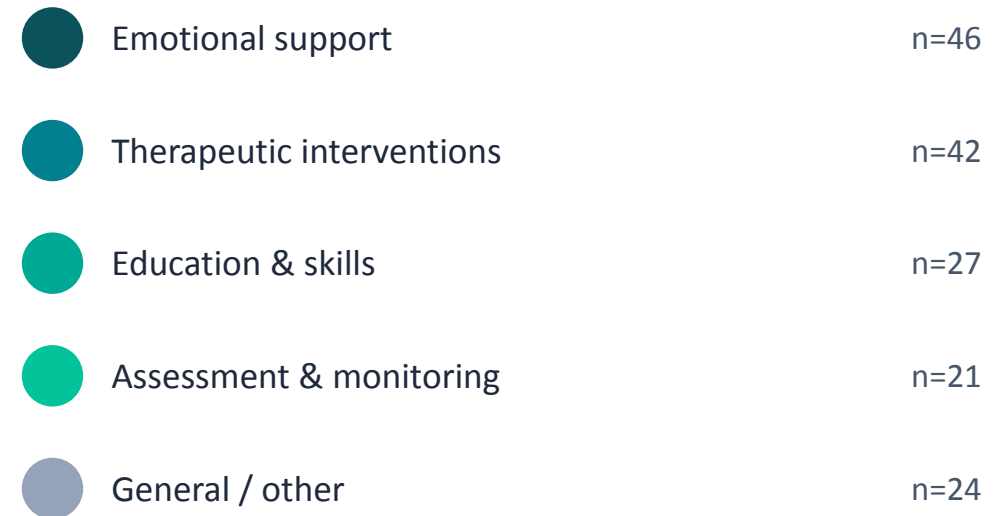 Emotional support n=46
Therapeutic interventions n=42
Education & skills n=27
Assessment & monitoring n=21
General / other n=24